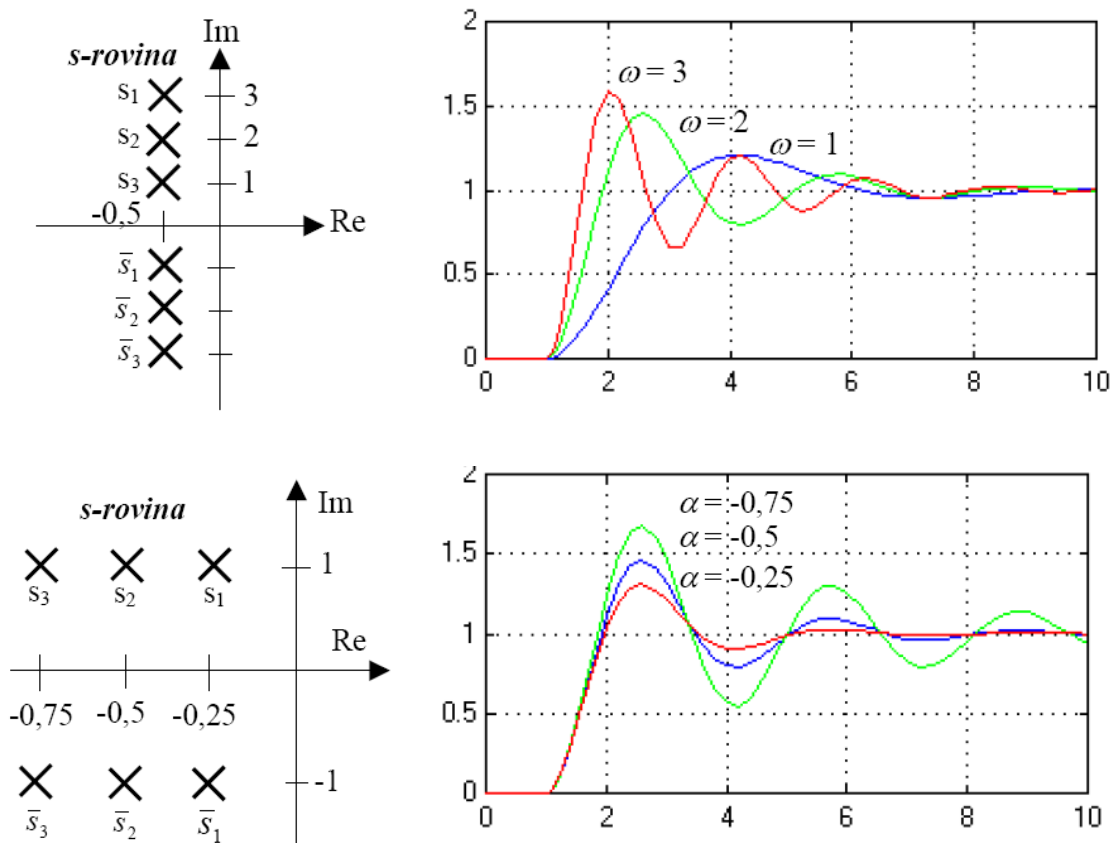 Im
s-rovina
s₁
3
s₂
2
s₃
1
-0,5
Re
s̅₁
s̅₂
s̅₃
2
1.5
1
0.5
0
0 2 4 6 8 10
ω = 3
ω = 2
ω = 1
s-rovina
Im
s₃ s₂ s₁
1
Re
-0,75 -0,5 -0,25
-1
s̅₃ s̅₂ s̅₁
2
1.5
1
0.5
0
0 2 4 6 8 10
α = -0,75
α = -0,5
α = -0,25